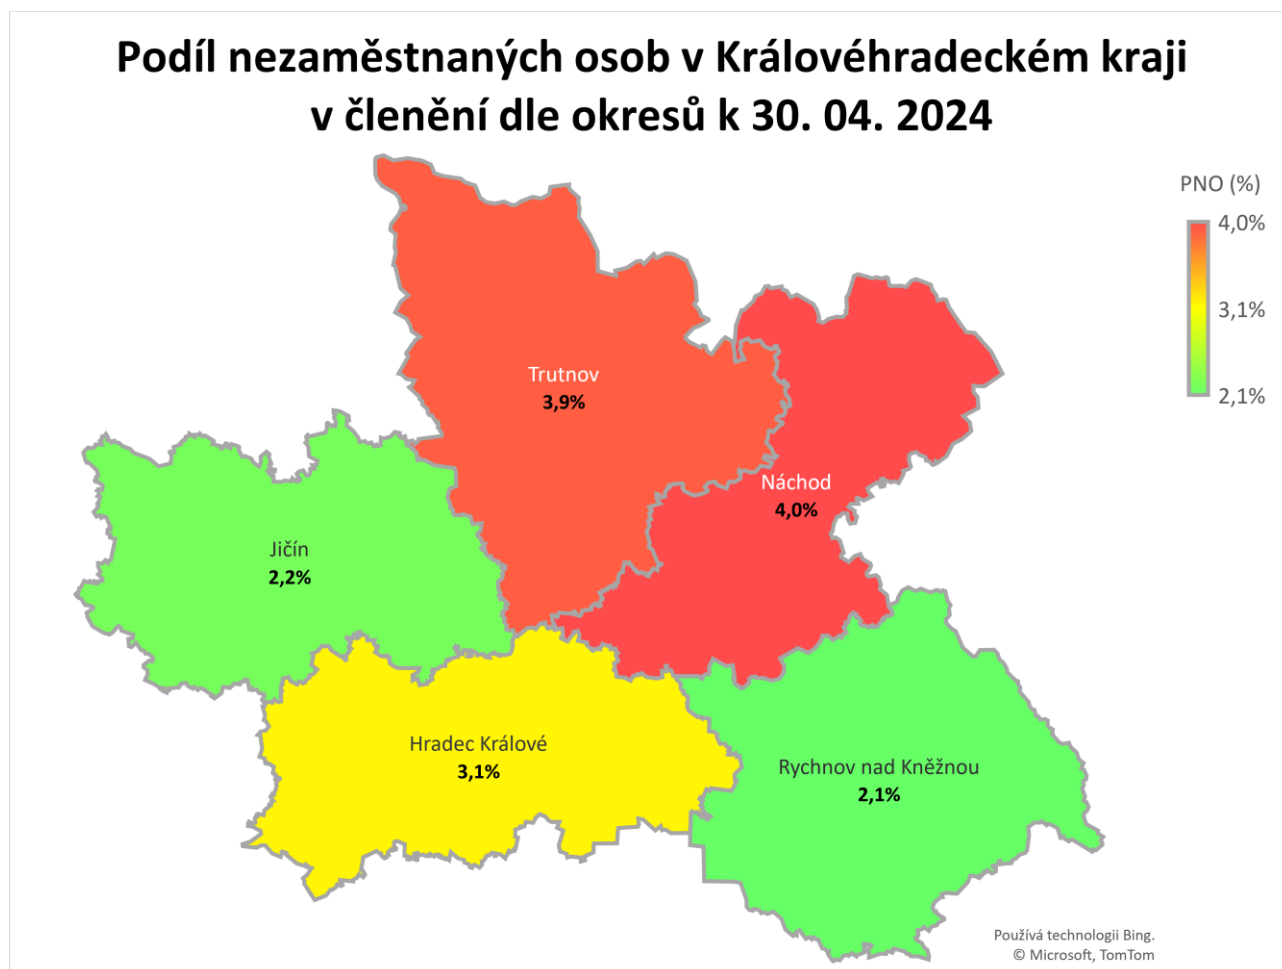 Podíl nezaměstnaných osob v Královéhradeckém kraji
v členění dle okresů k 30. 04. 2024
PNO (%)
4,0%
3,1%
2,1%
Trutnov
3,9%
Náchod
4,0%
Jičín
2,2%
Hradec Králové
3,1%
Rychnov nad Kněžnou
2,1%
Používá technologii Bing.
© Microsoft, TomTom